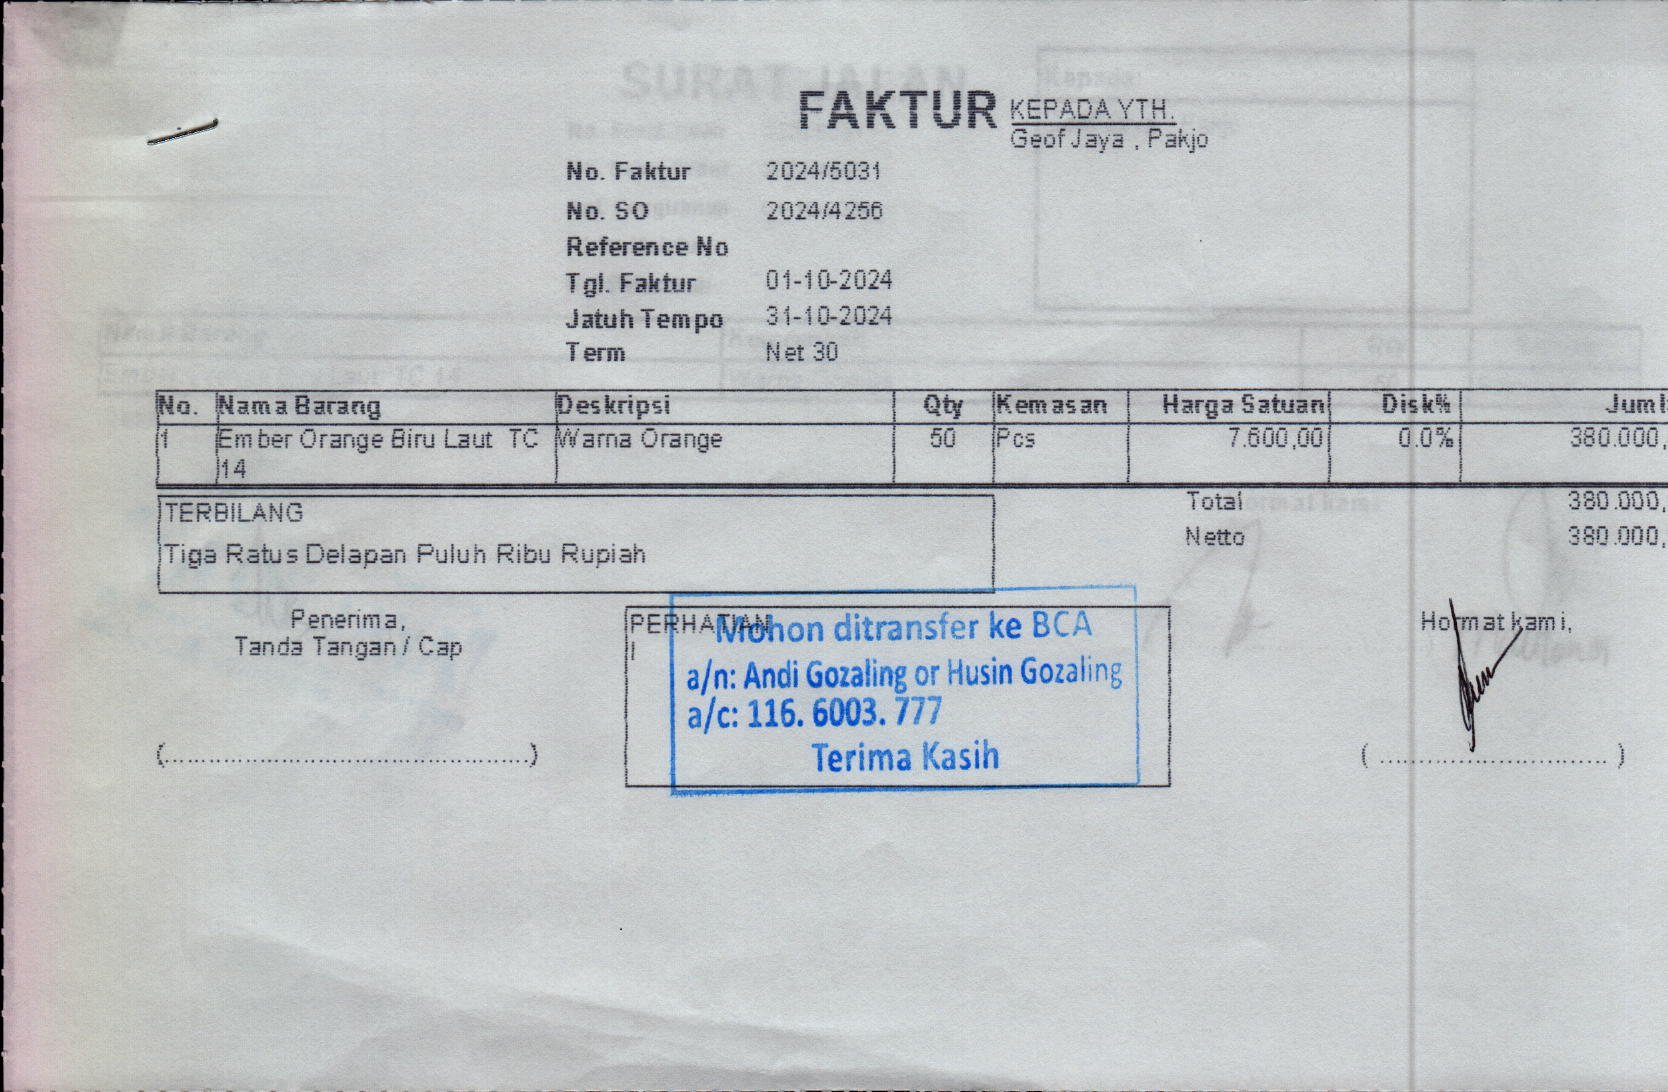 FAKTUR
KEPADA YTH.
Geof Jaya , Pakjo
No. Faktur 2024/5031
No. SO 2024/4256
Reference No
Tgl. Faktur 01-10-2024
Jatuh Tempo 31-10-2024
Term Net 30
No. Nama Barang Deskripsi Qty Kemasan Harga Satuan Disk% Juml
1 Ember Orange Biru Laut TC Warna Orange 50 Pcs 7.600,00 0.0% 380.000,
14
TERBILANG
Tiga Ratus Delapan Puluh Ribu Rupiah
Total 380.000,
Netto 380.000,
Penerima,
Tanda Tangan / Cap
(................................................)
PERHATIAN
Mohon ditransfer ke BCA
a/n: Andi Gozaling or Husin Gozaling
a/c: 116. 6003. 777
Terima Kasih
Hormat kami,
( .............................. )
SURAT JALAN
Kepada